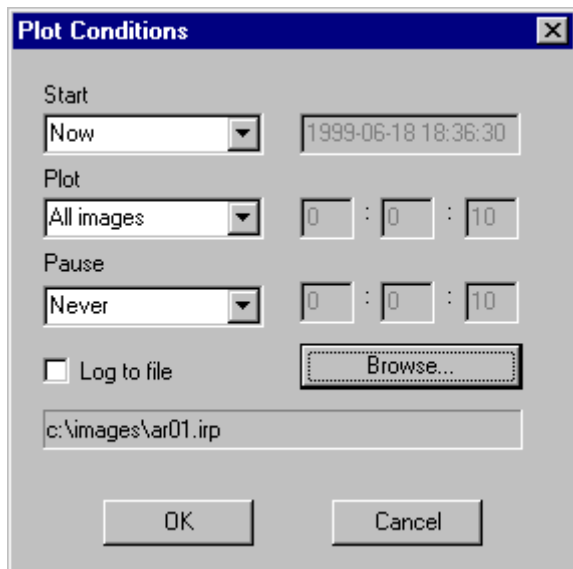 Plot Conditions
Start
Now 1999-06-18 18:36:30
Plot
All images 0 : 0 : 10
Pause
Never 0 : 0 : 10
Log to file Browse...
c:\images\ar01.irp
OK Cancel